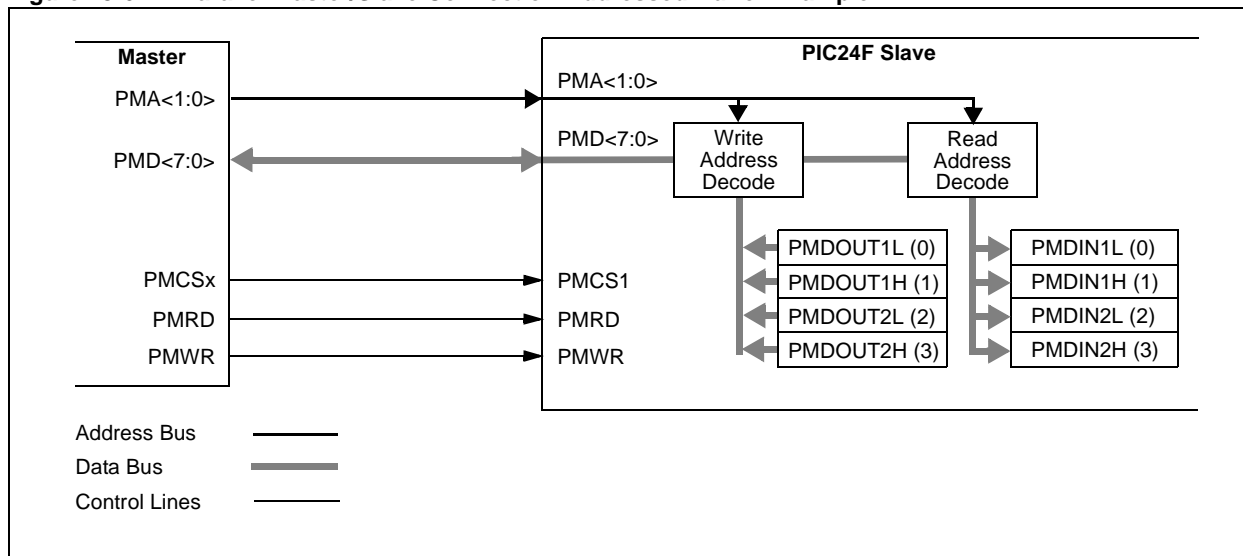 Master
PIC24F Slave
PMA<1:0>
PMA<1:0>
PMD<7:0>
PMD<7:0>
Write
Address
Decode
Read
Address
Decode
PMDOUT1L (0)
PMDIN1L (0)
PMCSx
PMCS1
PMDOUT1H (1)
PMDIN1H (1)
PMRD
PMRD
PMDOUT2L (2)
PMDIN2L (2)
PMWR
PMWR
PMDOUT2H (3)
PMDIN2H (3)
Address Bus
Data Bus
Control Lines